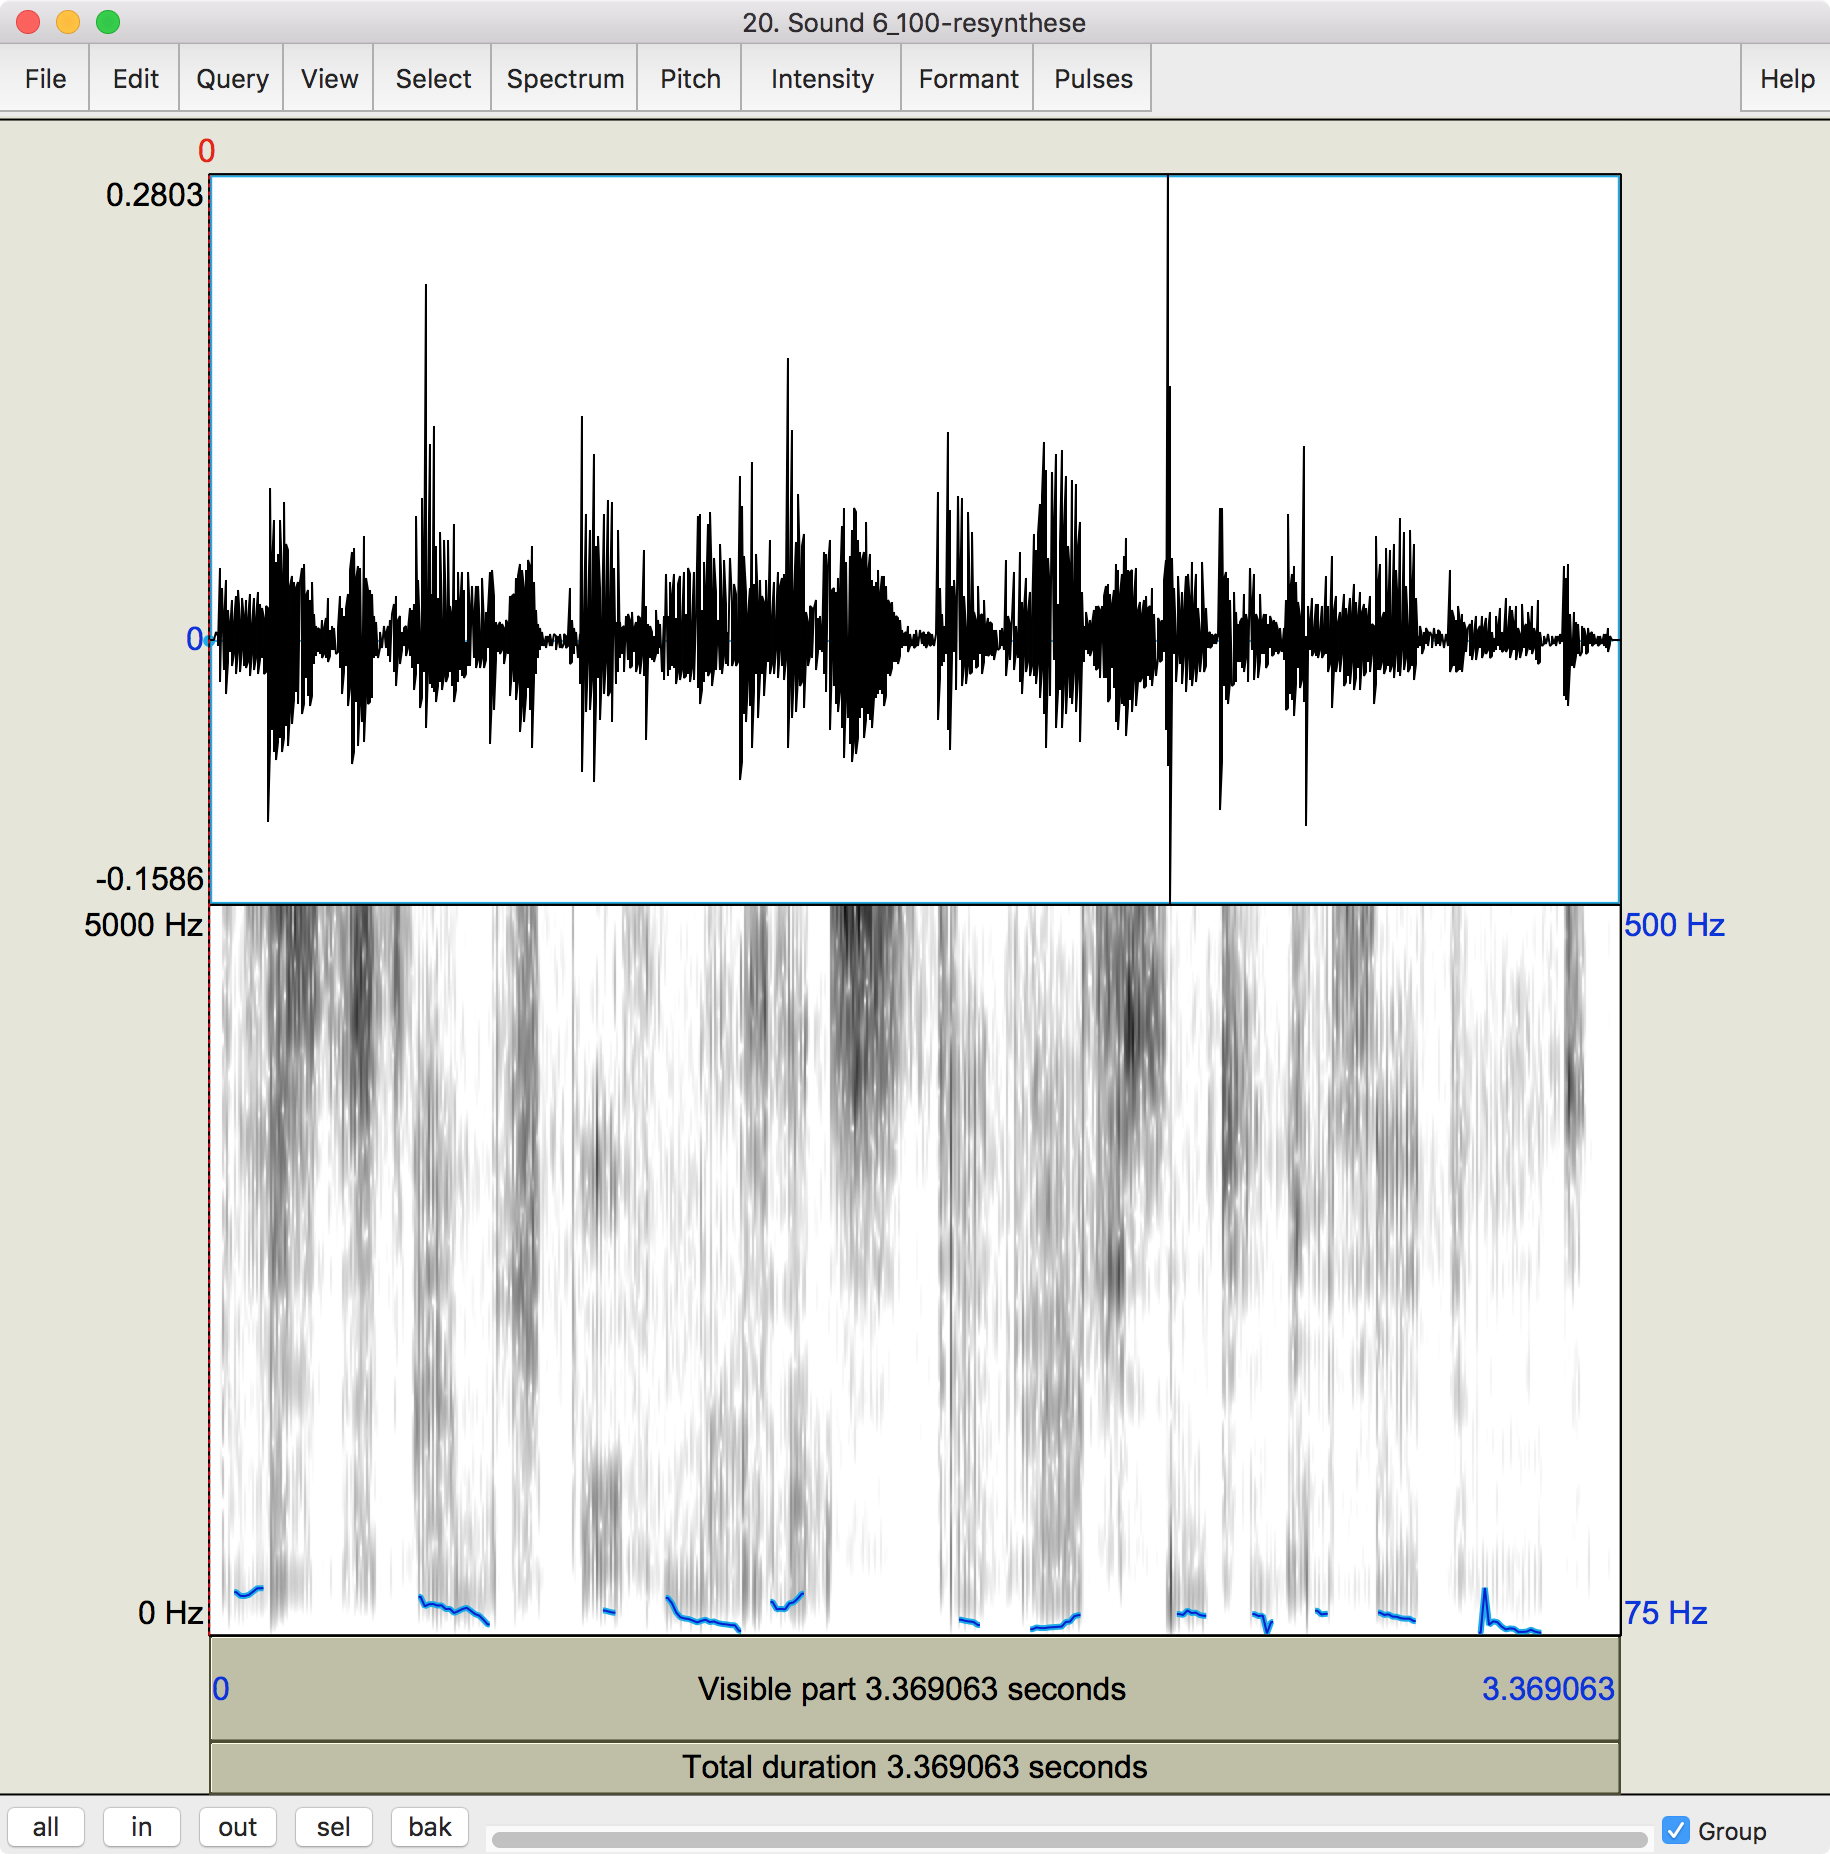 20. Sound 6_100-resynthese
File Edit Query View Select Spectrum Pitch Intensity Formant Pulses Help
0
0.2803
0
-0.1586
5000 Hz 500 Hz
0 Hz 75 Hz
0 Visible part 3.369063 seconds 3.369063
Total duration 3.369063 seconds
all in out sel bak Group